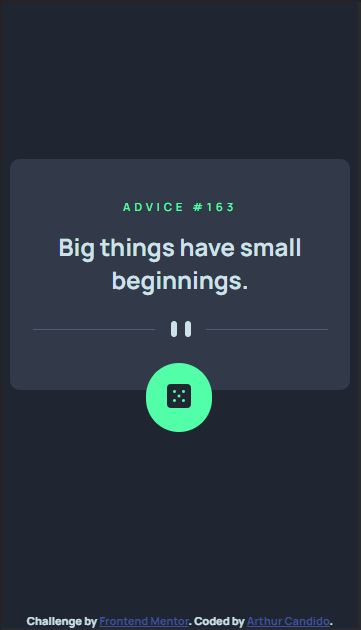 ADVICE #163
Big things have small
beginnings.
Challenge by Frontend Mentor. Coded by Arthur Candido.